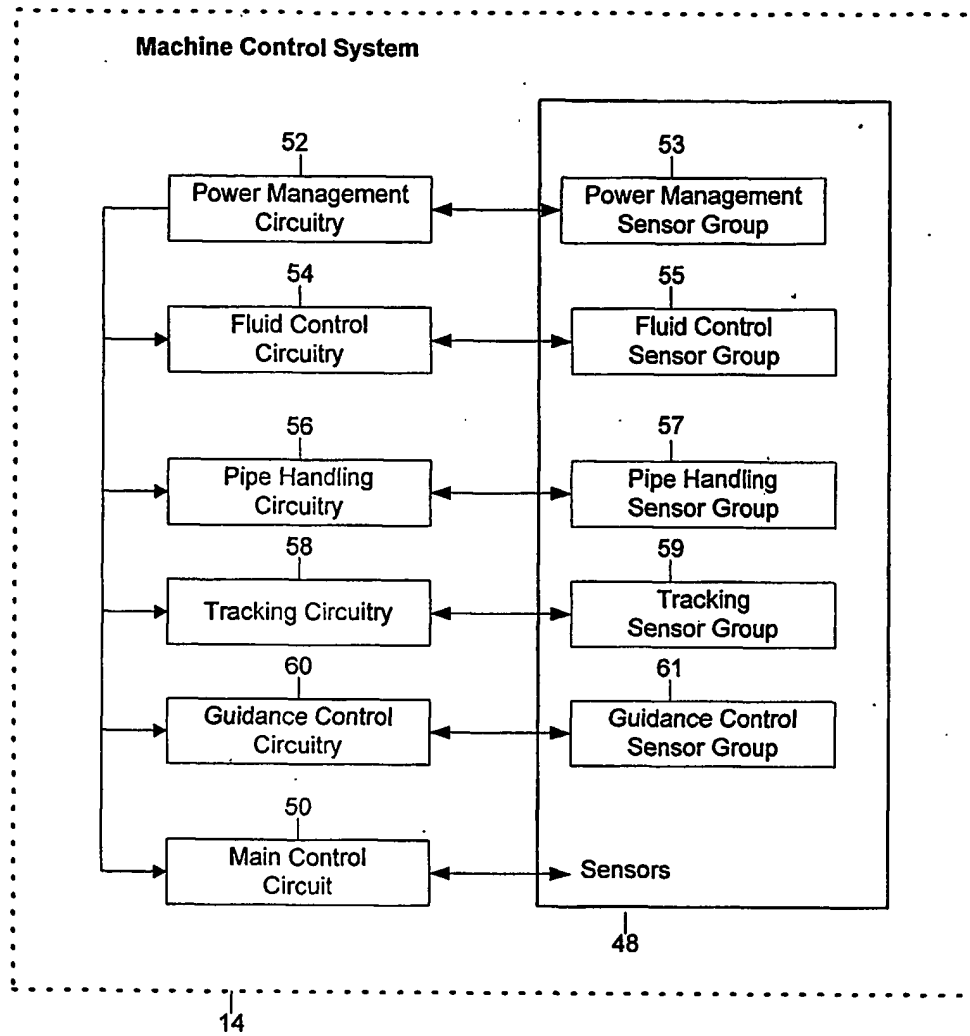 Machine Control System
52
53
Power Management
Circuitry
Power Management
Sensor Group
54
55
Fluid Control
Circuitry
Fluid Control
Sensor Group
56
57
Pipe Handling
Circuitry
Pipe Handling
Sensor Group
58
59
Tracking Circuitry
Tracking
Sensor Group
60
61
Guidance Control
Circuitry
Guidance Control
Sensor Group
50
Main Control
Circuit
Sensors
48
14